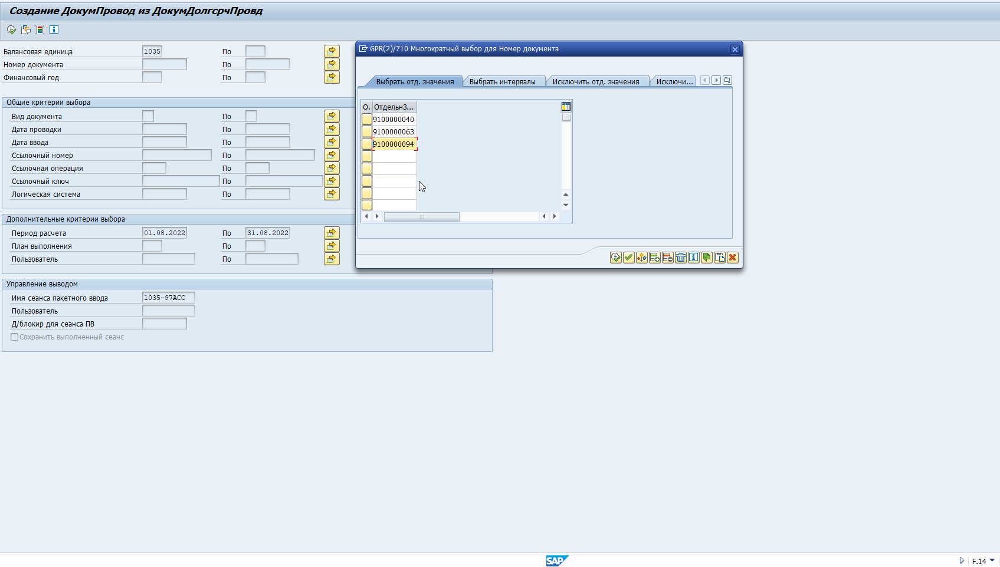 Создание ДокумПровод из ДокумДолгсрчПровд
Балансовая единица 1035 По
Номер документа По
Финансовый год По
Общие критерии выбора
Вид документа По
Дата проводки По
Дата ввода По
Ссылочный номер По
Ссылочная операция По
Ссылочный ключ По
Логическая система По
Дополнительные критерии выбора
Период расчета 01.08.2022 По 31.08.2022
План выполнения По
Пользователь По
Управление выводом
Имя сеанса пакетного ввода 1035-97ACC
Пользователь
Д/блокир для сеанса ПВ
Сохранить выполненный сеанс
GPR(2)/710 Многократный выбор для Номер документа
Выбрать отд. значения Выбрать интервалы Исключить отд. значения Исключи...
О. ОтдельнЗ...
9100000040
9100000063
9100000094
SAP
F.14